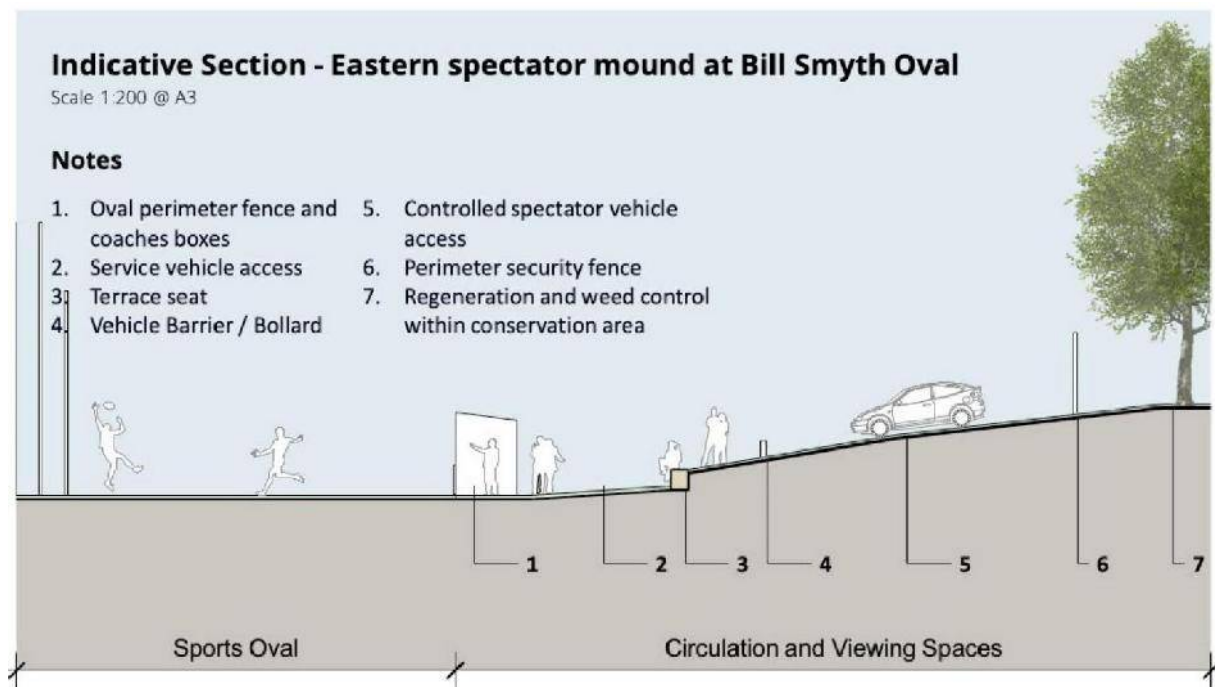 Indicative Section - Eastern spectator mound at Bill Smyth Oval
Scale 1:200 @ A3
Notes
1. Oval perimeter fence and
coaches boxes
2. Service vehicle access
3. Terrace seat
4. Vehicle Barrier / Bollard
5. Controlled spectator vehicle
access
6. Perimeter security fence
7. Regeneration and weed control
within conservation area
1
2
3
4
5
6
7
Sports Oval
Circulation and Viewing Spaces